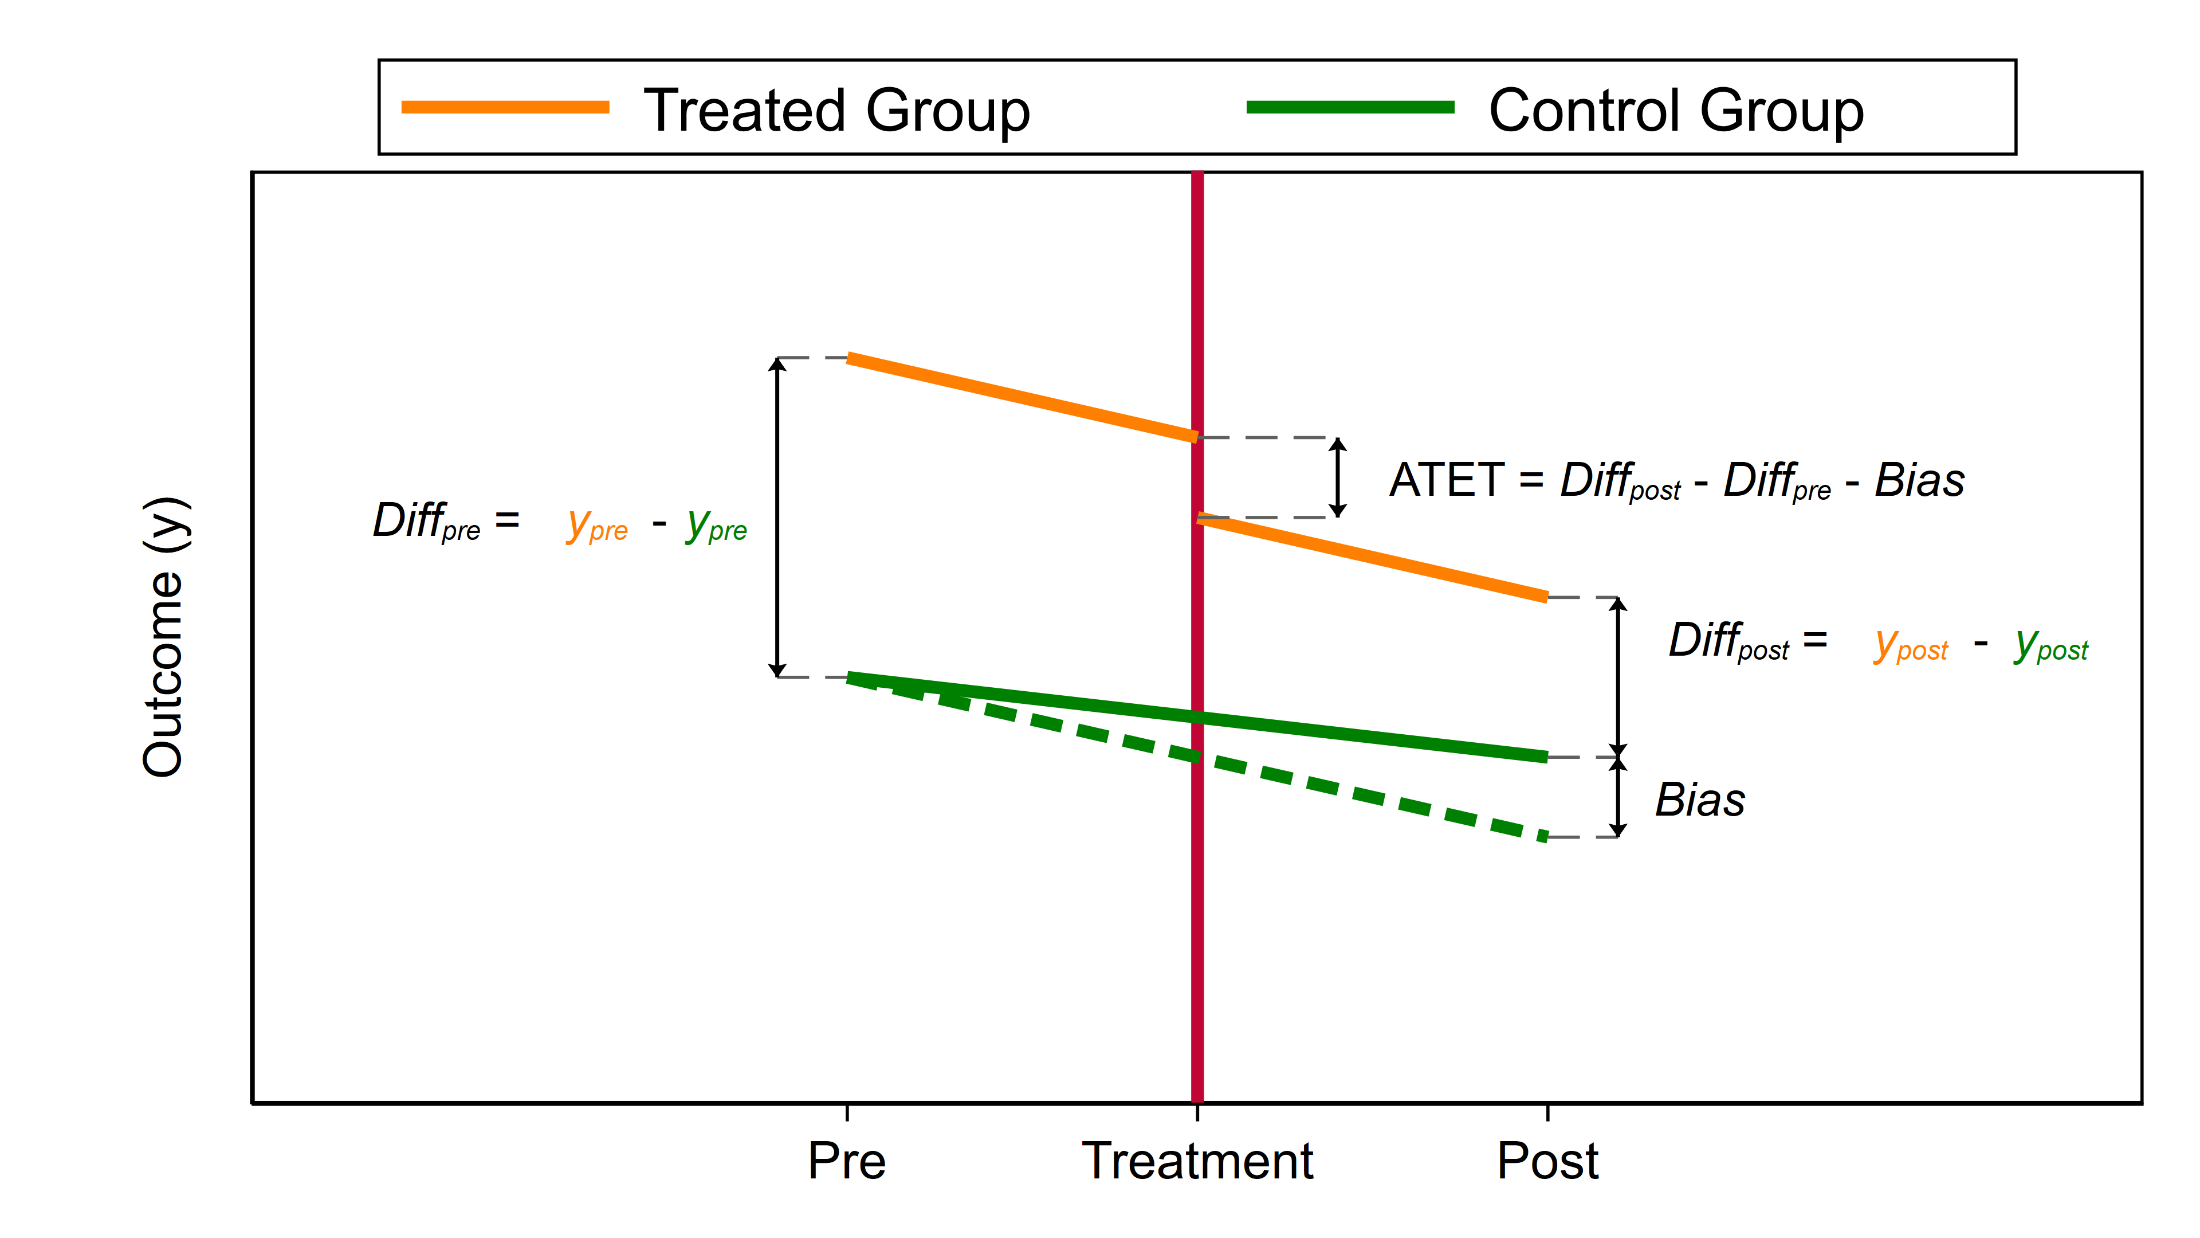 Treated Group Control Group
ATET = Diffpost - Diffpre - Bias
Diffpre = ypre - ypre
Diffpost = ypost - ypost
Bias
Outcome (y)
Pre Treatment Post